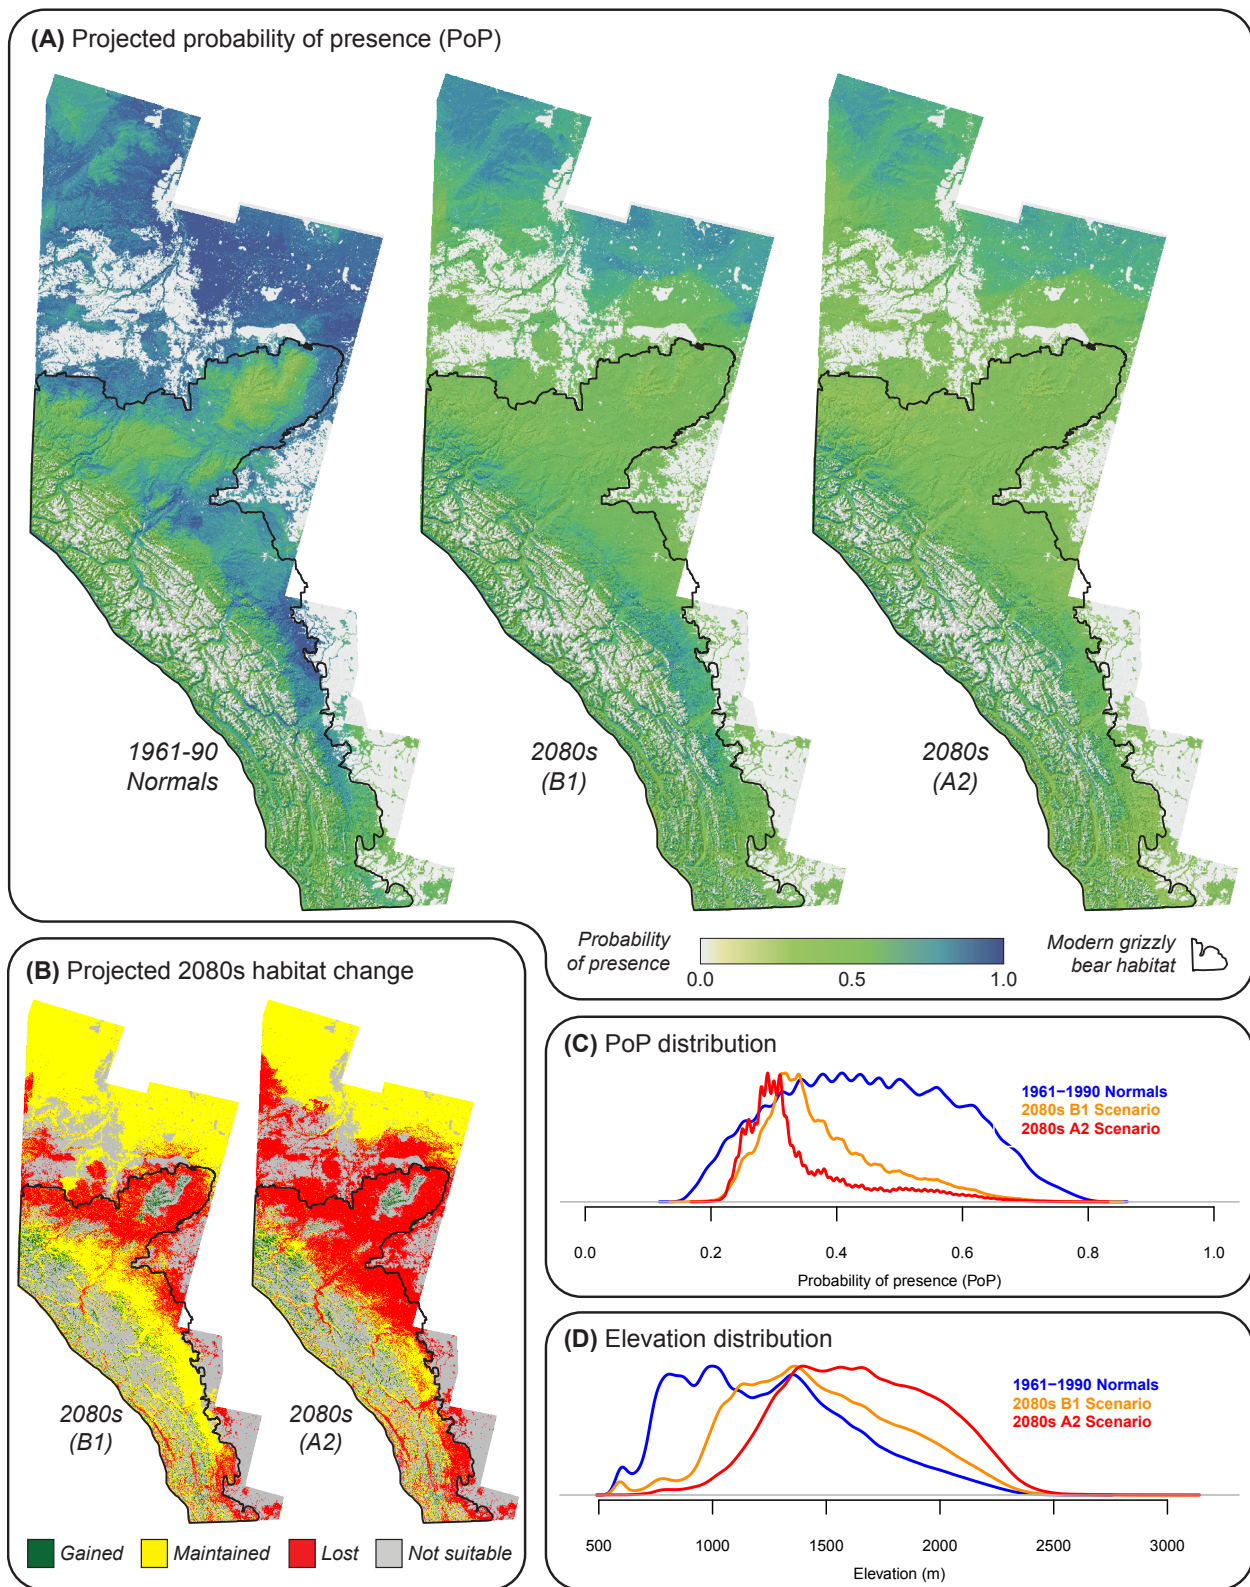 (A) Projected probability of presence (PoP)
1961-90
Normals
2080s
(B1)
2080s
(A2)
Probability
of presence
0.0
0.5
1.0
Modern grizzly
bear habitat
(B) Projected 2080s habitat change
2080s
(B1)
2080s
(A2)
Gained
Maintained
Lost
Not suitable
(C) PoP distribution
1961−1990 Normals
2080s B1 Scenario
2080s A2 Scenario
0.0
0.2
0.4
0.6
0.8
1.0
Probability of presence (PoP)
(D) Elevation distribution
1961−1990 Normals
2080s B1 Scenario
2080s A2 Scenario
500
1000
1500
2000
2500
3000
Elevation (m)